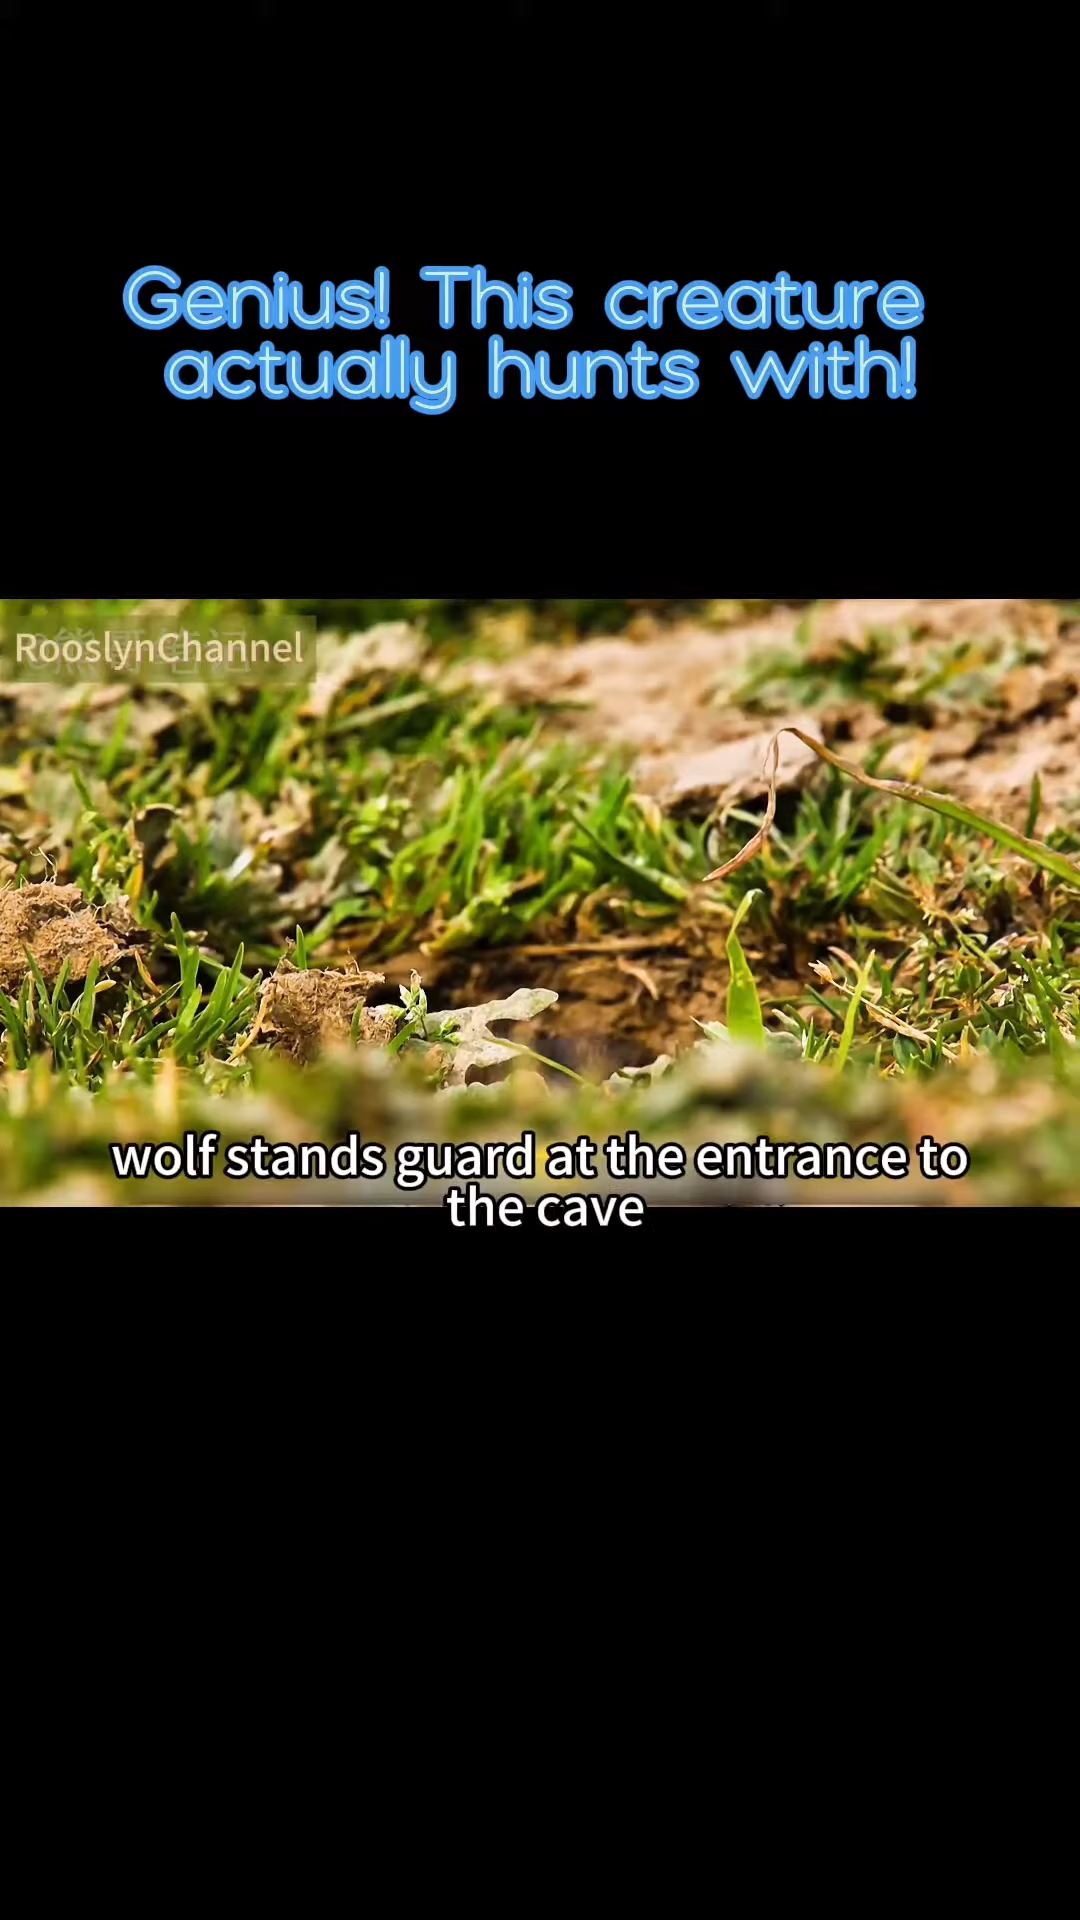 Genius! This creature
actually hunts with!
RooslynChannel
wolf stands guard at the entrance to
the cave